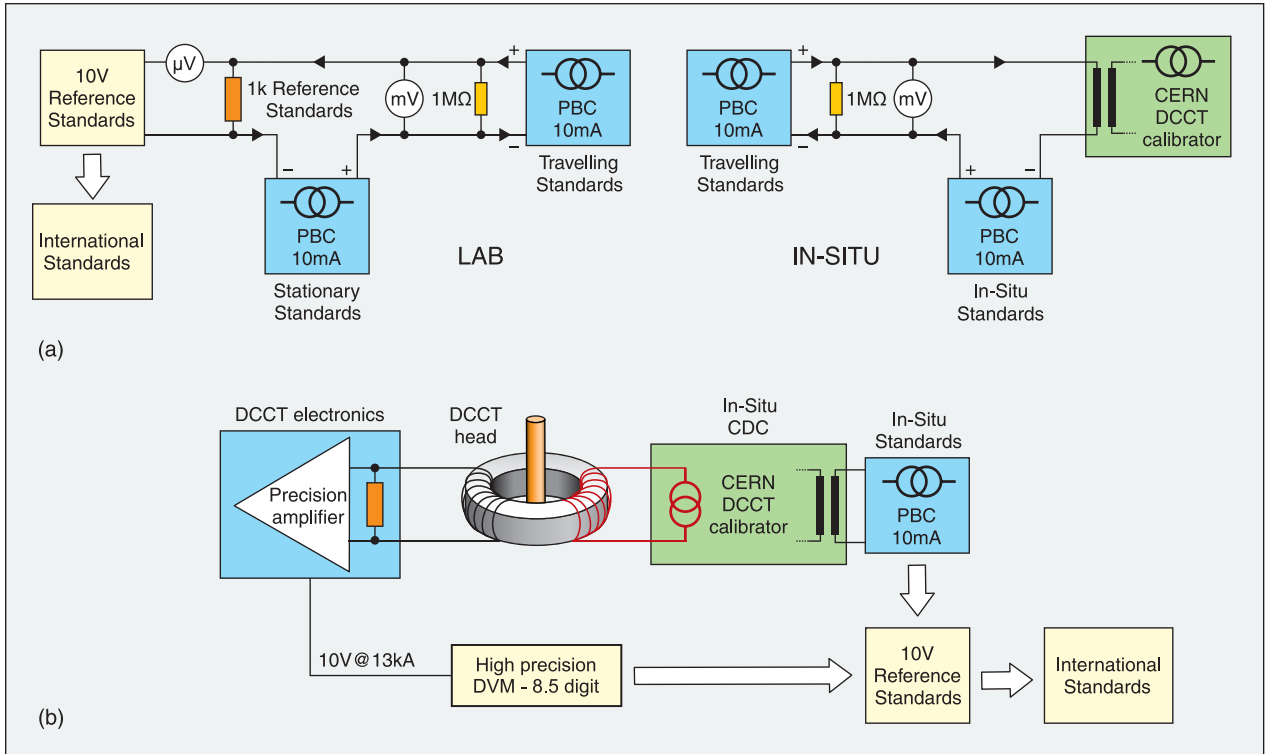 10V
Reference
Standards
µV
1k Reference
Standards
mV
1MΩ
+
−
PBC
10mA
Travelling
Standards
International
Standards
−
+
PBC
10mA
Stationary
Standards
LAB
PBC
10mA
Travelling
Standards
+
−
1MΩ
mV
CERN
DCCT
calibrator
+
−
PBC
10mA
In-Situ
Standards
IN-SITU
(a)
DCCT electronics
Precision
amplifier
DCCT
head
In-Situ
CDC
CERN
DCCT
calibrator
In-Situ
Standards
PBC
10mA
10V@13kA
High precision
DVM - 8.5 digit
10V
Reference
Standards
International
Standards
(b)